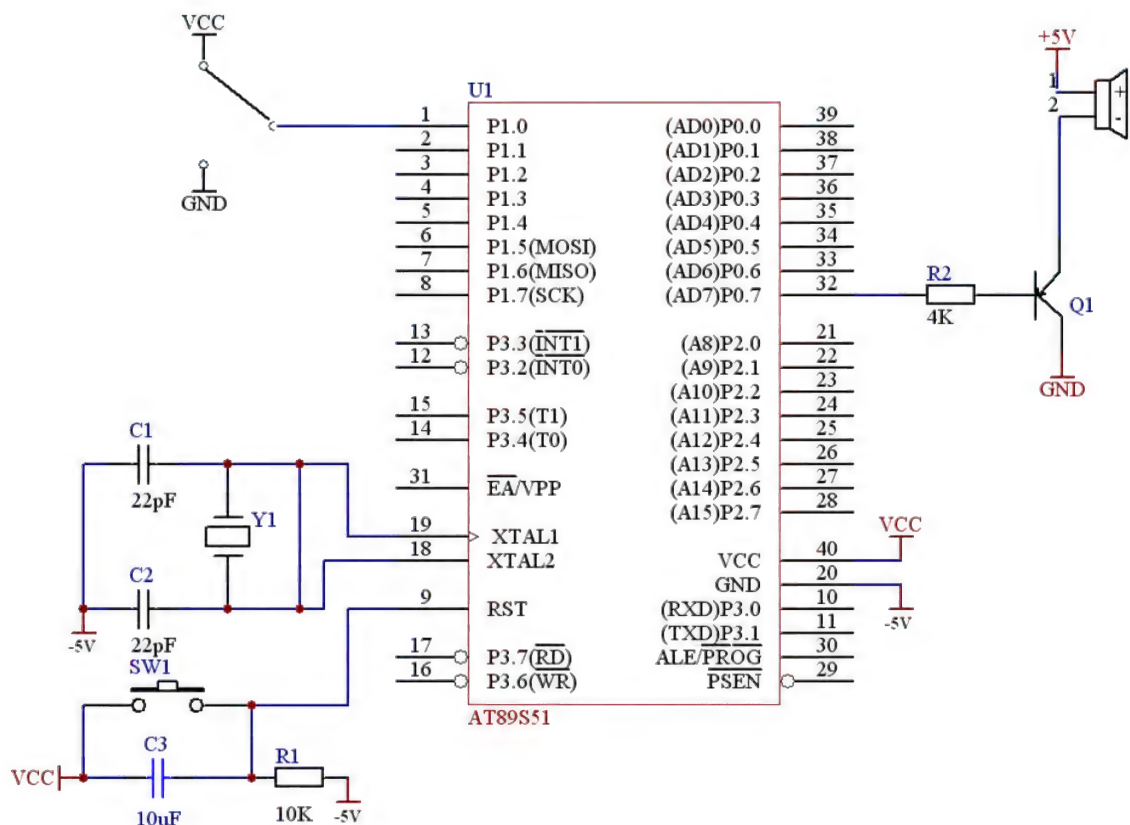 VCC
GND
U1
1 P1.0
2 P1.1
3 P1.2
4 P1.3
5 P1.4
6 P1.5(MOSI)
7 P1.6(MISO)
8 P1.7(SCK)
13 P3.3(INT1)
12 P3.2(INT0)
15 P3.5(T1)
14 P3.4(T0)
31 EA/VPP
19 XTAL1
18 XTAL2
9 RST
17 P3.7(RD)
16 P3.6(WR)
AT89S51
(AD0)P0.0 39
(AD1)P0.1 38
(AD2)P0.2 37
(AD3)P0.3 36
(AD4)P0.4 35
(AD5)P0.5 34
(AD6)P0.6 33
(AD7)P0.7 32
(A8)P2.0 21
(A9)P2.1 22
(A10)P2.2 23
(A11)P2.3 24
(A12)P2.4 25
(A13)P2.5 26
(A14)P2.6 27
(A15)P2.7 28
VCC 40
GND 20
(RXD)P3.0 10
(TXD)P3.1 11
ALE/PROG 30
PSEN 29
VCC
-5V
+5V
1
2
+
-
R2
4K
Q1
GND
C1
22pF
Y1
C2
22pF
-5V
SW1
C3
VCC
10uF
R1
10K
-5V